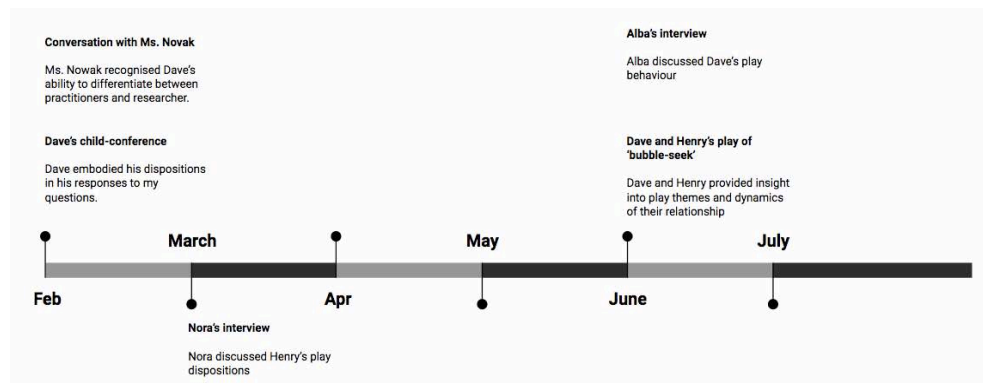 Conversation with Ms. Novak
Ms. Nowak recognised Dave's
ability to differentiate between
practitioners and researcher.
Dave's child-conference
Dave embodied his dispositions
in his responses to my
questions.
Alba's interview
Alba discussed Dave's play
behaviour
Dave and Henry's play of
'bubble-seek'
Dave and Henry provided insight
into play themes and dynamics
of their relationship
March
May
July
Feb
Apr
June
Nora's interview
Nora discussed Henry's play
dispositions